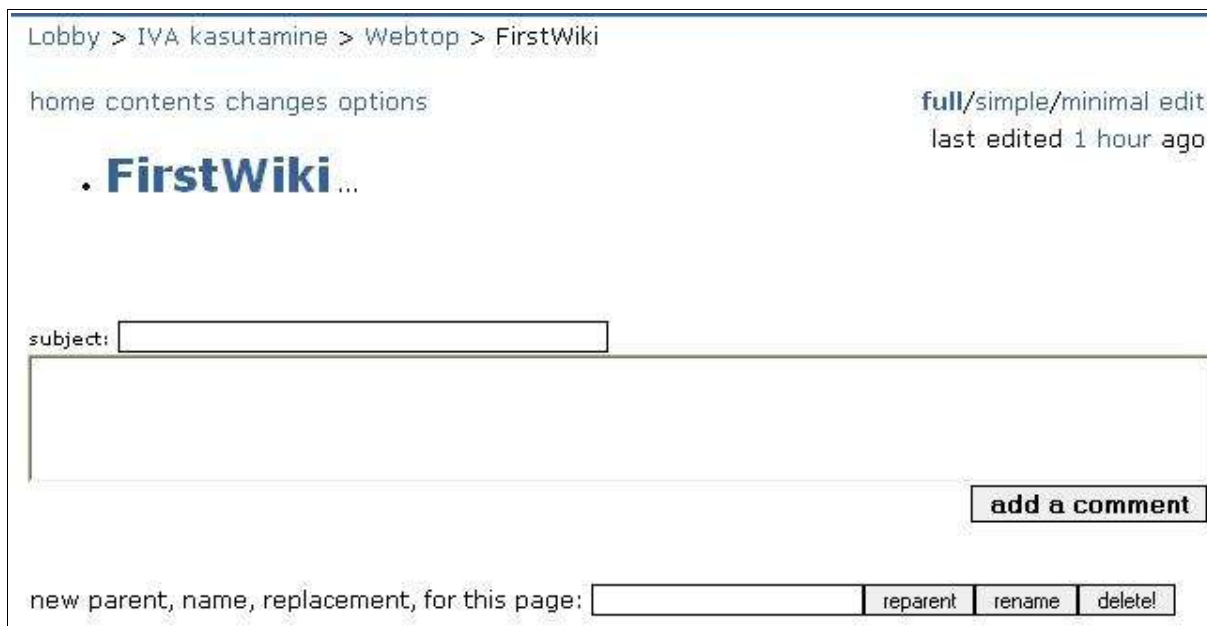 Lobby > IVA kasutamine > Webtop > FirstWiki
home contents changes options
full/simple/minimal edit
last edited 1 hour ago
• FirstWiki ...
subject:
add a comment
new parent, name, replacement, for this page: reparent rename delete!